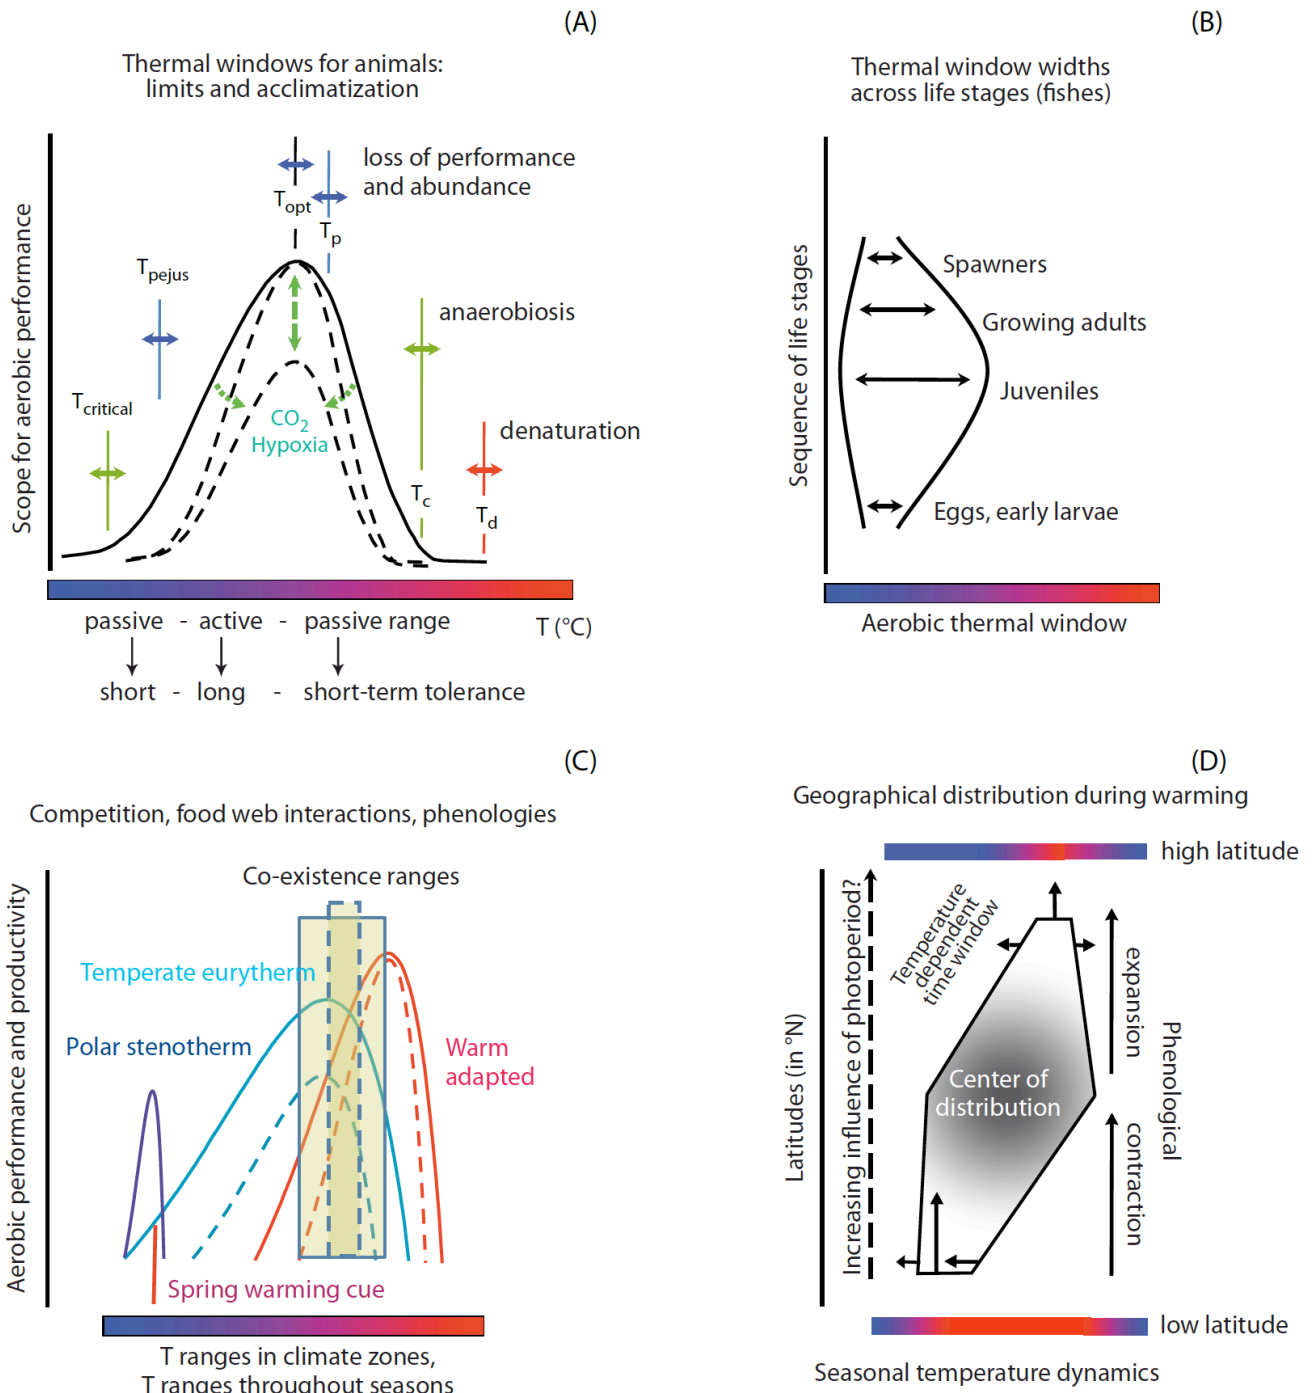 (A)
Thermal windows for animals:
limits and acclimatization
Scope for aerobic performance
loss of performance
and abundance
Topt
Tp
Tpejus
anaerobiosis
Tcritical
CO2
Hypoxia
denaturation
Tc
Td
passive - active - passive range
T (°C)
short - long - short-term tolerance
(B)
Thermal window widths
across life stages (fishes)
Sequence of life stages
Spawners
Growing adults
Juveniles
Eggs, early larvae
Aerobic thermal window
(C)
Competition, food web interactions, phenologies
Aerobic performance and productivity
Co-existence ranges
Temperate eurytherm
Polar stenotherm
Warm
adapted
Spring warming cue
T ranges in climate zones,
T ranges throughout seasons
(D)
Geographical distribution during warming
high latitude
Latitudes (in °N)
Increasing influence of photoperiod?
Temperature
dependent
time window
expansion
Phenological
contraction
Center of
distribution
low latitude
Seasonal temperature dynamics